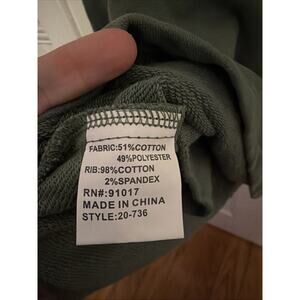 FABRIC:51%COTTON
49%POLYESTER
RIB:98%COTTON
2%SPANDEX
RN#:91017
MADE IN CHINA
STYLE:20-736